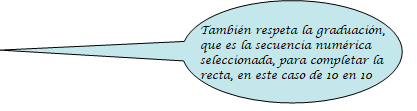 También respeta la graduación,
que es la secuencia numérica
seleccionada, para completar la
recta, en este caso de 10 en 10